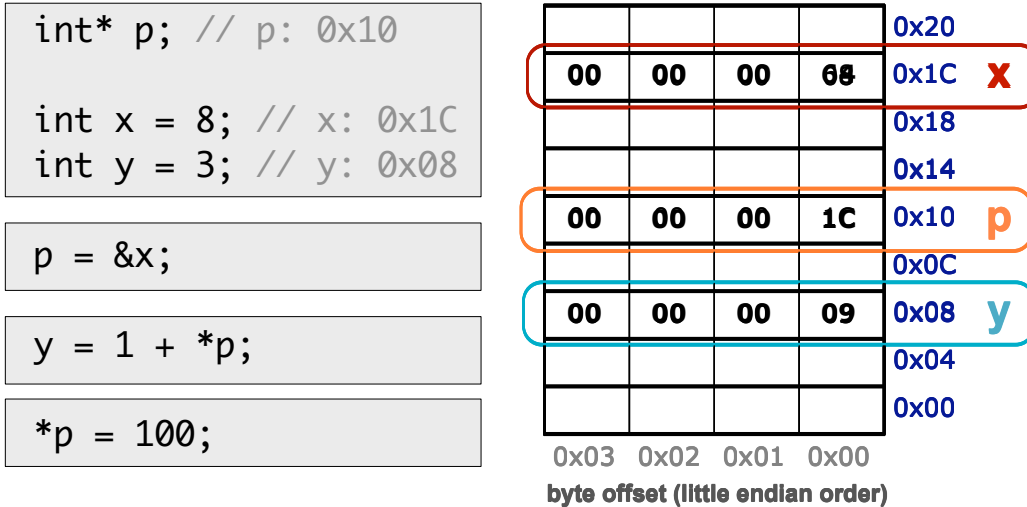 int* p; // p: 0x10
int x = 8; // x: 0x1C
int y = 3; // y: 0x08
p = &x;
y = 1 + *p;
*p = 100;
0x20
00 00 00 0x1C x
0x18
0x14
00 00 00 1C 0x10 p
0x0C
00 00 00 09 0x08 y
0x04
0x00
0x03 0x02 0x01 0x00
byte offset (little endian order)